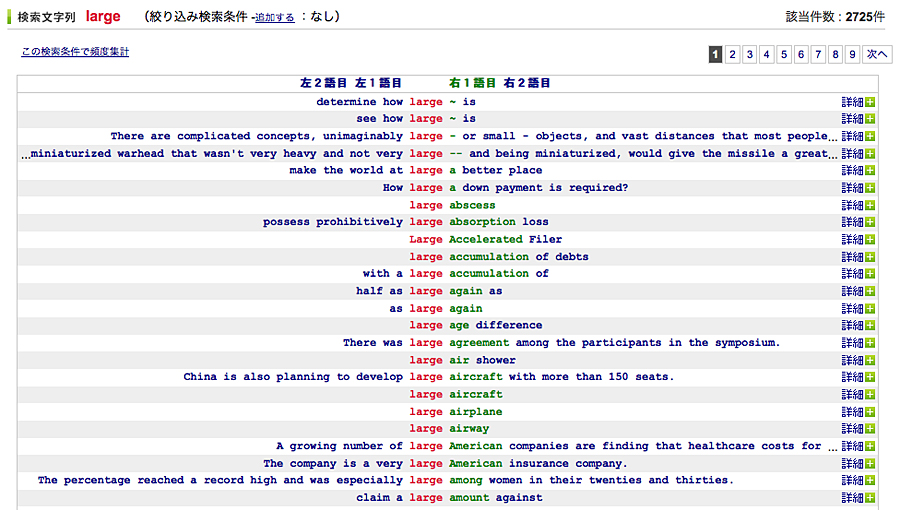 検索文字列 large （絞り込み検索条件 -追加する ：なし） 該当件数 : 2725件
この検索条件で頻度集計 1 2 3 4 5 6 7 8 9 次へ
左２語目 左１語目 右１語目 右２語目
determine how large ~ is 詳細
see how large ~ is 詳細
There are complicated concepts, unimaginably large - or small - objects, and vast distances that most people... 詳細
...miniaturized warhead that wasn't very heavy and not very large -- and being miniaturized, would give the missile a great... 詳細
make the world at large a better place 詳細
How large a down payment is required? 詳細
large abscess 詳細
possess prohibitively large absorption loss 詳細
Large Accelerated Filer 詳細
large accumulation of debts 詳細
with a large accumulation of 詳細
half as large again as 詳細
as large again 詳細
large age difference 詳細
There was large agreement among the participants in the symposium. 詳細
large air shower 詳細
China is also planning to develop large aircraft with more than 150 seats. 詳細
large aircraft 詳細
large airplane 詳細
large airway 詳細
A growing number of large American companies are finding that healthcare costs for ... 詳細
The company is a very large American insurance company. 詳細
The percentage reached a record high and was especially large among women in their twenties and thirties. 詳細
claim a large amount against 詳細